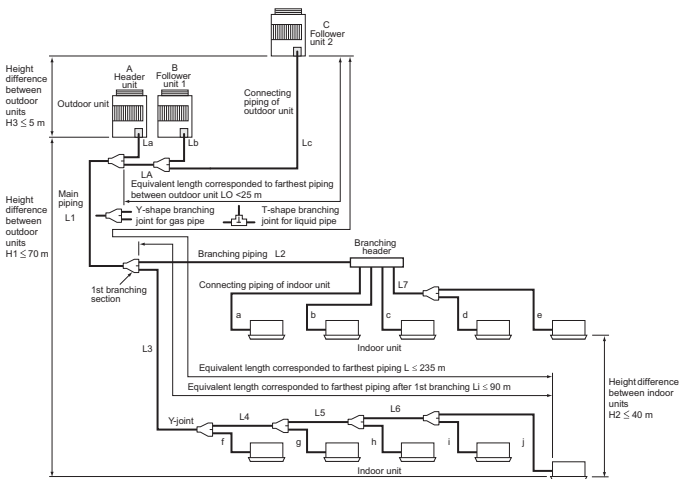 C
Follower
unit 2
Height
difference
between
outdoor
units
H3 ≤ 5 m
A
Header
unit
B
Follower
unit 1
Outdoor unit
Connecting
piping of
outdoor unit
La
Lb
Lc
LA
Equivalent length corresponded to farthest piping
between outdoor unit LO <25 m
Main
piping
L1
Y-shape branching
joint for gas pipe
T-shape branching
joint for liquid pipe
Height
difference
between
outdoor
units
H1 ≤ 70 m
Branching piping L2
Branching
header
1st branching
section
Connecting piping of indoor unit
L7
a
b
c
d
e
Indoor unit
L3
Equivalent length corresponded to farthest piping L ≤ 235 m
Equivalent length corresponded to farthest piping after 1st branching Li ≤ 90 m
Height difference
between indoor
units
H2 ≤ 40 m
Y-joint
L4
L5
L6
f
g
h
i
j
Indoor unit